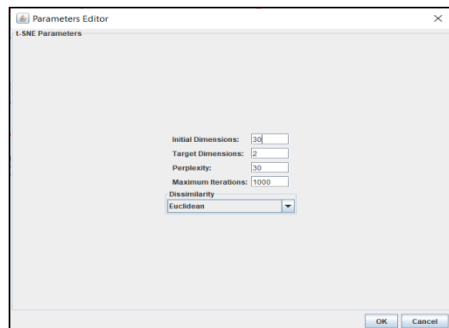 Parameters Editor
t-SNE Parameters
Initial Dimensions: 30
Target Dimensions: 2
Perplexity: 30
Maximum Iterations: 1000
Dissimilarity
Euclidean
OK Cancel